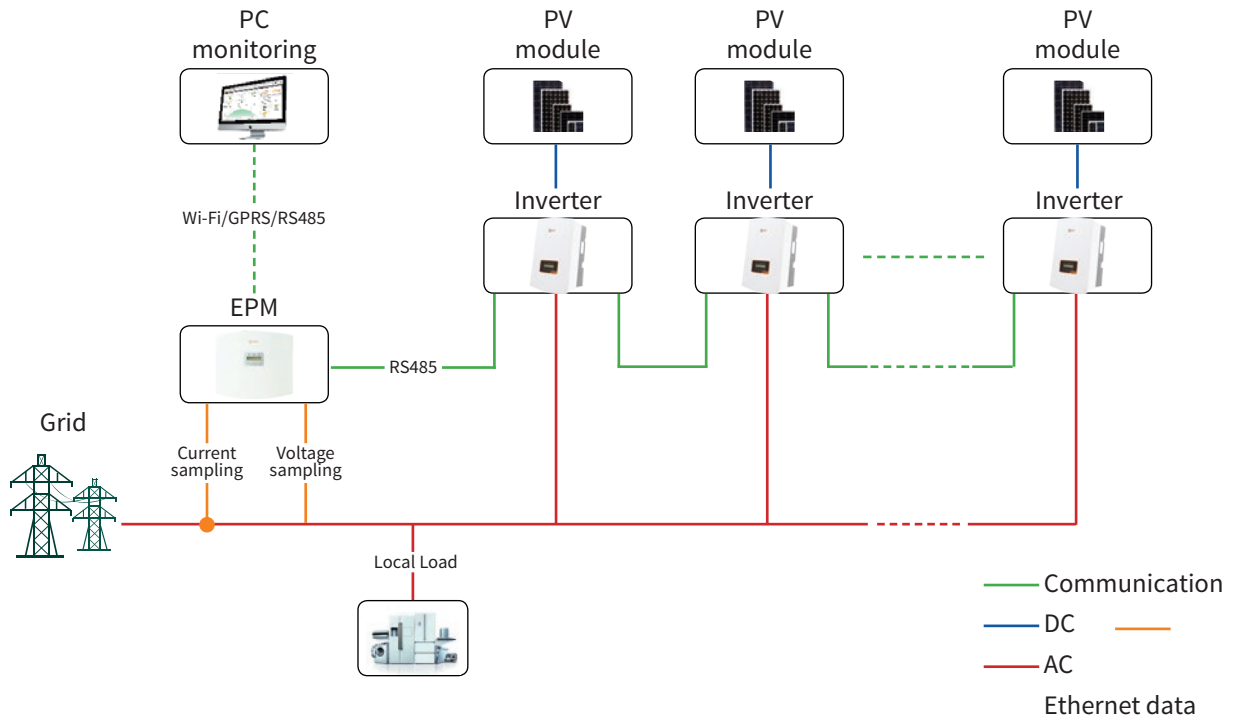 PC
monitoring
PV
module
PV
module
PV
module
Wi-Fi/GPRS/RS485
Inverter
Inverter
Inverter
EPM
RS485
Grid
Current
sampling
Voltage
sampling
Local Load
Communication
DC
AC
Ethernet data